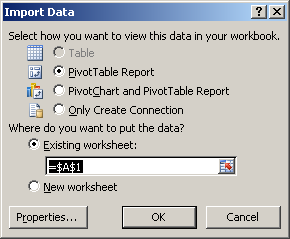 Import Data
Select how you want to view this data in your workbook.
Table
PivotTable Report
PivotChart and PivotTable Report
Only Create Connection
Where do you want to put the data?
Existing worksheet:
=$A$1
New worksheet
Properties... OK Cancel